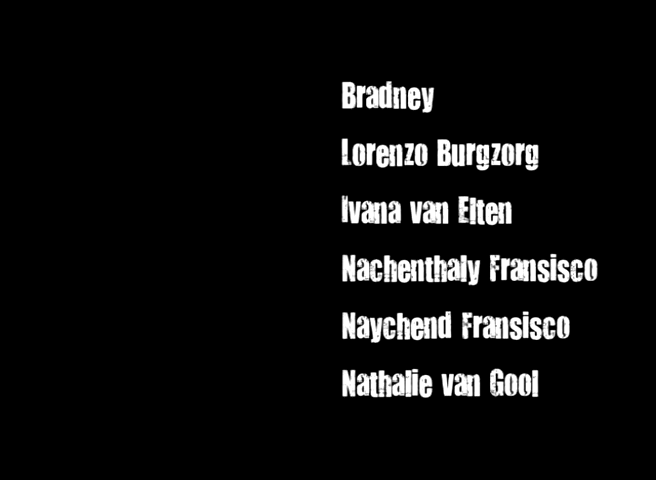 Bradney
Lorenzo Burgzorg
Ivana van Elten
Nachenthaly Fransisco
Naychend Fransisco
Nathalie van Gool